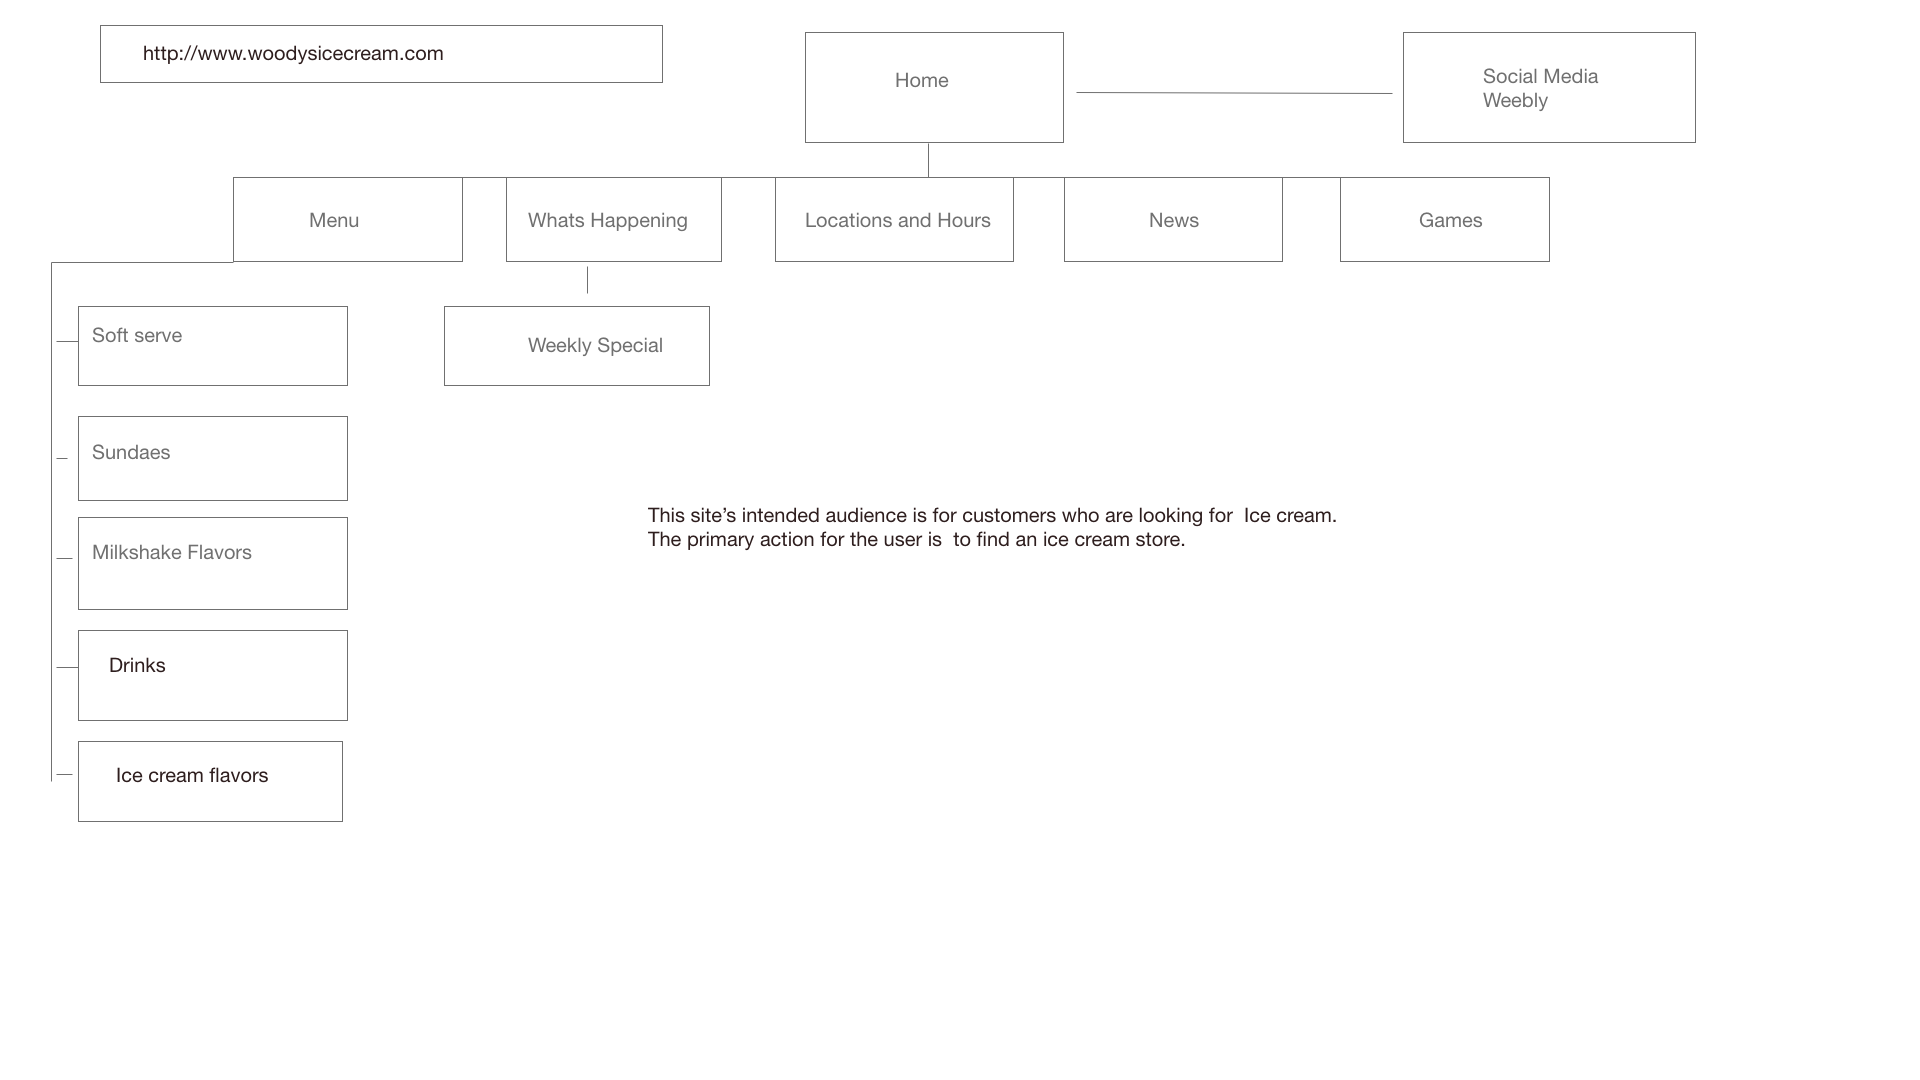 http://www.woodysicecream.com
Home
Social Media
Weebly
Menu
Whats Happening
Locations and Hours
News
Games
Soft serve
Weekly Special
Sundaes
This site’s intended audience is for customers who are looking for  Ice cream.
The primary action for the user is  to find an ice cream store.
Milkshake Flavors
Drinks
Ice cream flavors